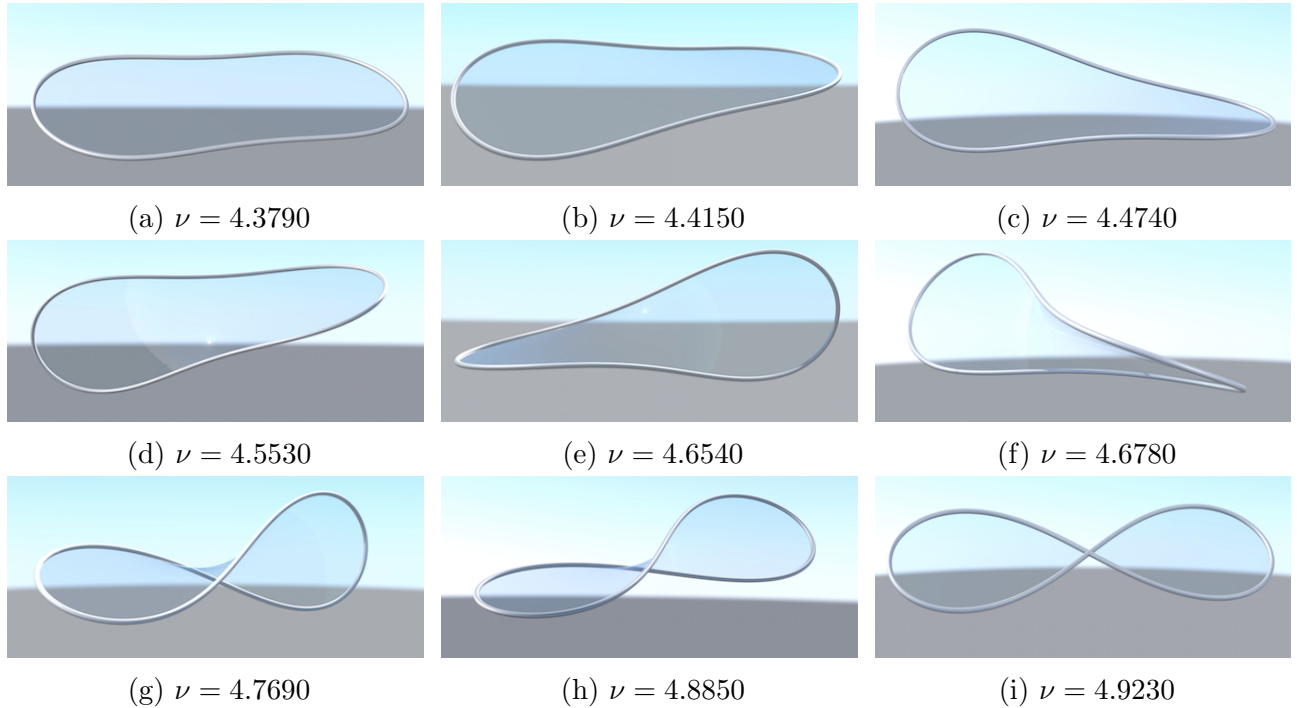 (a) ν = 4.3790
(b) ν = 4.4150
(c) ν = 4.4740
(d) ν = 4.5530
(e) ν = 4.6540
(f) ν = 4.6780
(g) ν = 4.7690
(h) ν = 4.8850
(i) ν = 4.9230